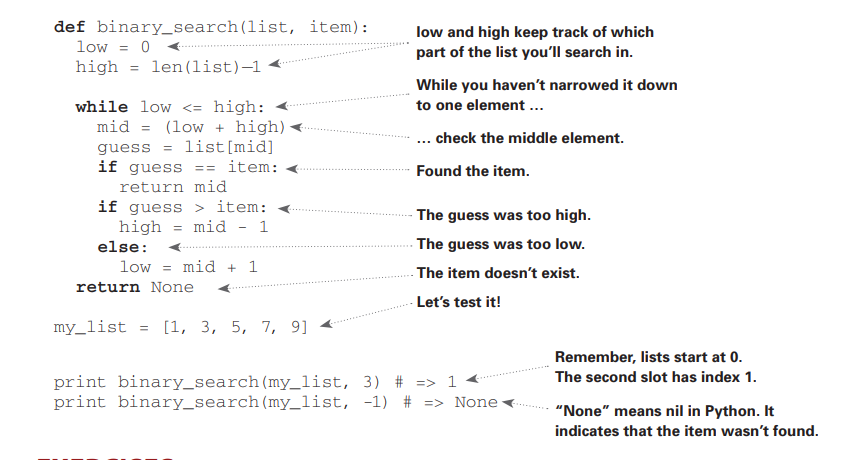 def binary_search(list, item):
low = 0
high = len(list)—1
low and high keep track of which
part of the list you’ll search in.
while low <= high:
While you haven’t narrowed it down
to one element …
mid = (low + high)
… check the middle element.
guess = list[mid]
if guess == item:
Found the item.
return mid
if guess > item:
The guess was too high.
high = mid - 1
else:
The guess was too low.
low = mid + 1
return None
The item doesn’t exist.
Let’s test it!
my_list = [1, 3, 5, 7, 9]
Remember, lists start at 0.
The second slot has index 1.
print binary_search(my_list, 3) # => 1
print binary_search(my_list, -1) # => None
“None” means nil in Python. It
indicates that the item wasn’t found.